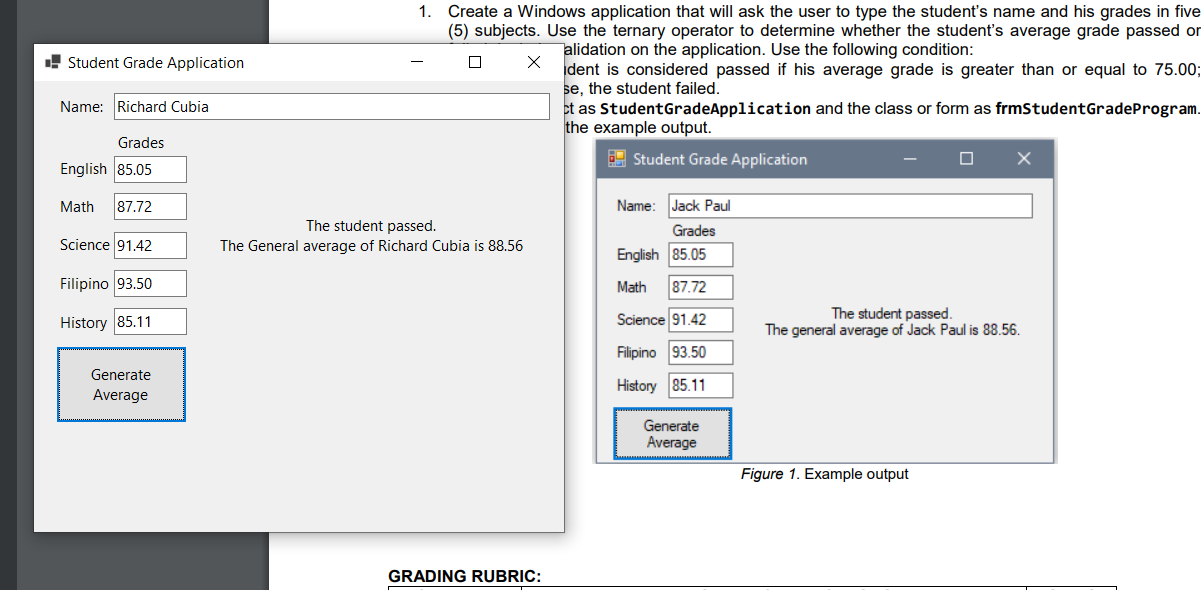 1. Create a Windows application that will ask the user to type the student's name and his grades in five
(5) subjects. Use the ternary operator to determine whether the student's average grade passed or
alidation on the application. Use the following condition:
dent is considered passed if his average grade is greater than or equal to 75.00;
se, the student failed.
ct as StudentGradeApplication and the class or form as frmStudentGradeProgram.
the example output.
Student Grade Application
Name: Richard Cubia
Grades
English 85.05
Math 87.72
Science 91.42
Filipino 93.50
History 85.11
The student passed.
The General average of Richard Cubia is 88.56
Generate
Average
Student Grade Application
Name: Jack Paul
Grades
English 85.05
Math 87.72
Science 91.42
Filipino 93.50
History 85.11
The student passed.
The general average of Jack Paul is 88.56.
Generate
Average
Figure 1. Example output
GRADING RUBRIC: